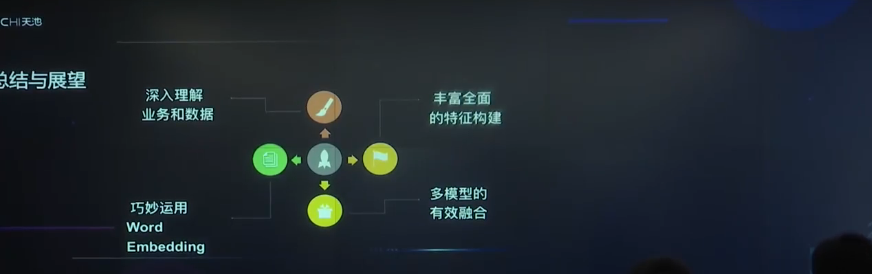 CHI天池
总结与展望
深入理解
业务和数据
丰富全面
的特征构建
巧妙运用
Word
Embedding
多模型的
有效融合